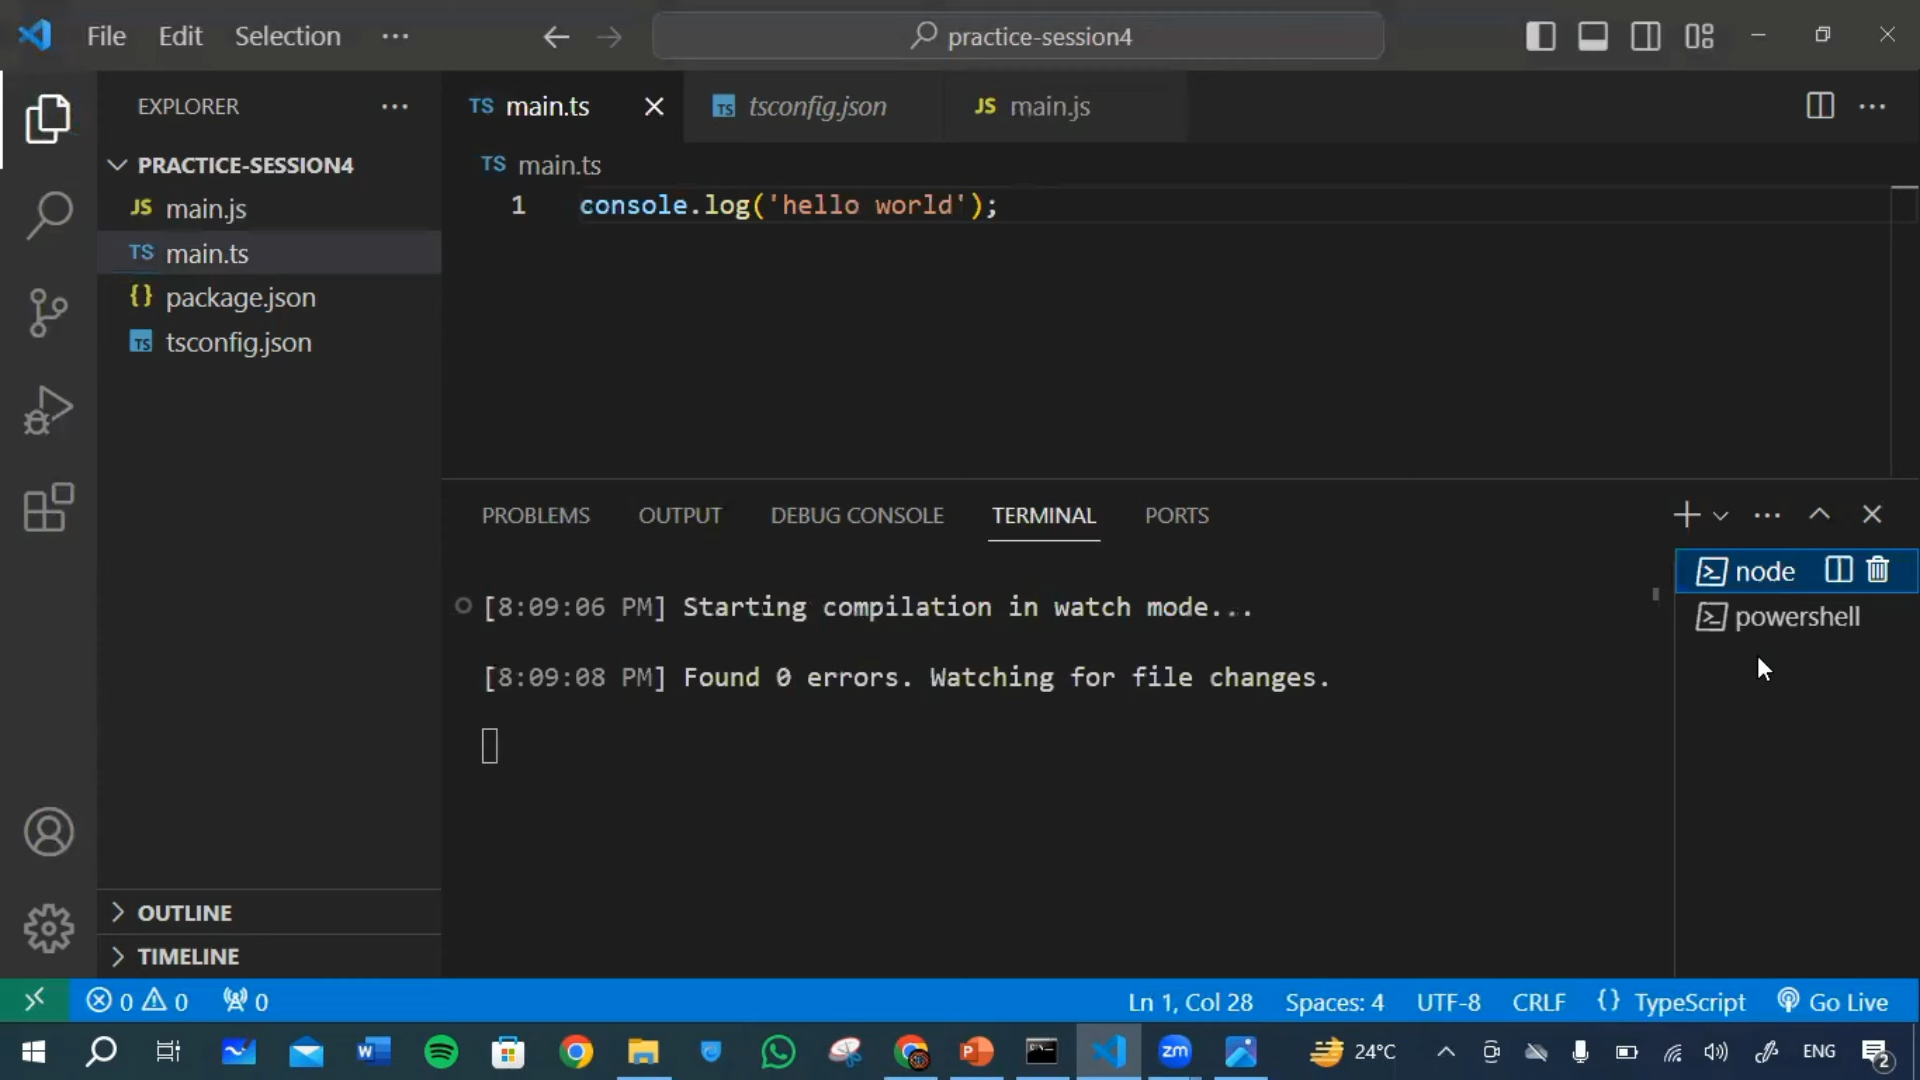 File Edit Selection ···
practice-session4
EXPLORER ···
PRACTICE-SESSION4
JS main.js
TS main.ts
{} package.json
TS tsconfig.json
OUTLINE
TIMELINE
TS main.ts
TS tsconfig.json
JS main.js
TS main.ts
1 console.log('hello world');
PROBLEMS OUTPUT DEBUG CONSOLE TERMINAL PORTS
[8:09:06 PM] Starting compilation in watch mode...
[8:09:08 PM] Found 0 errors. Watching for file changes.
node
powershell
0 0 0
Ln 1, Col 28 Spaces: 4 UTF-8 CRLF {} TypeScript Go Live
W P zm 24°C ENG 2